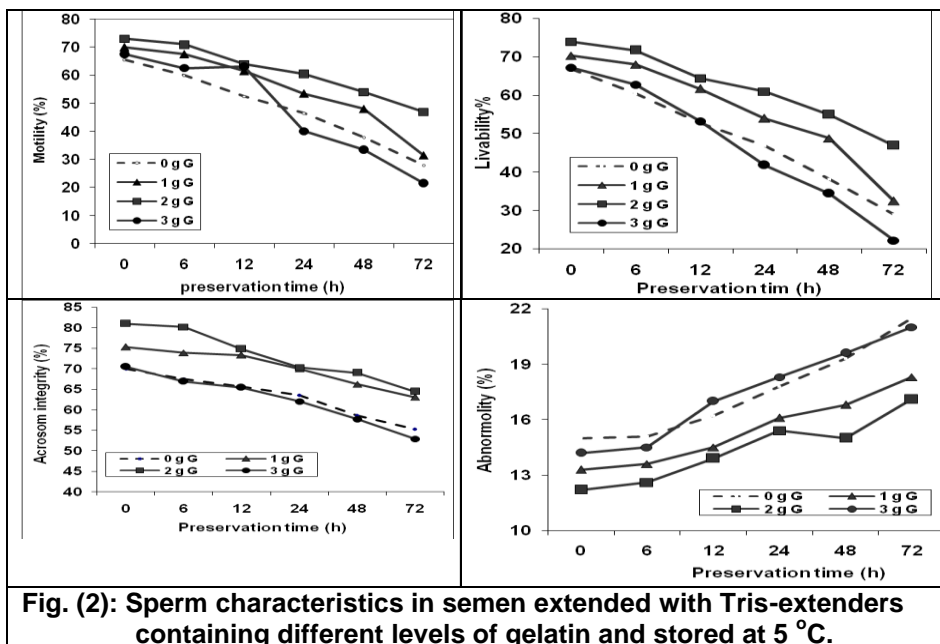 80
70
60
50
40
30
20
10
0
Motility (%)
0 g G
1 g G
2 g G
3 g G
0 6 12 24 48 72
preservation time (h)
80
70
60
50
40
30
20
Livability%
0 g G
1 g G
2 g G
3 g G
0 6 12 24 48 72
Preservation tim (h)
85
80
75
70
65
60
55
50
45
40
Acrosom integrity (%)
0 g G 1 g G
2 g G 3 g G
0 6 12 24 48 72
Preservation time (h)
22
18
14
10
Abnormolity (%)
0 g G 1 g G
2 g G 3 g G
0 6 12 24 48 72
Preservation time (h)
Fig. (2): Sperm characteristics in semen extended with Tris-extenders
containing different levels of gelatin and stored at 5 °C.